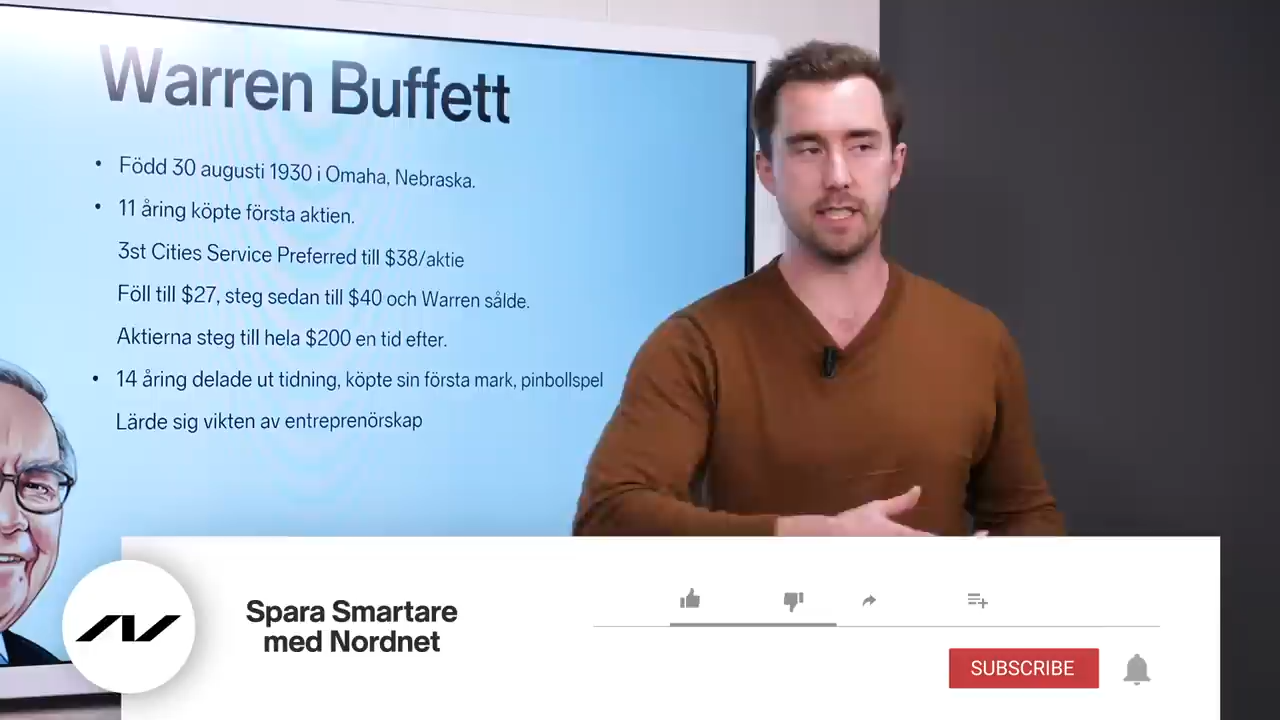 Warren Buffett
• Född 30 augusti 1930 i Omaha, Nebraska.
• 11 åring köpte första aktien.
3st Cities Service Preferred till $38/aktie
Föll till $27, steg sedan till $40 och Warren sålde.
Aktierna steg till hela $200 en tid efter.
• 14 åring delade ut tidning, köpte sin första mark, pinbollspel
Lärde sig vikten av entreprenörskap
Spara Smartare
med Nordnet
SUBSCRIBE